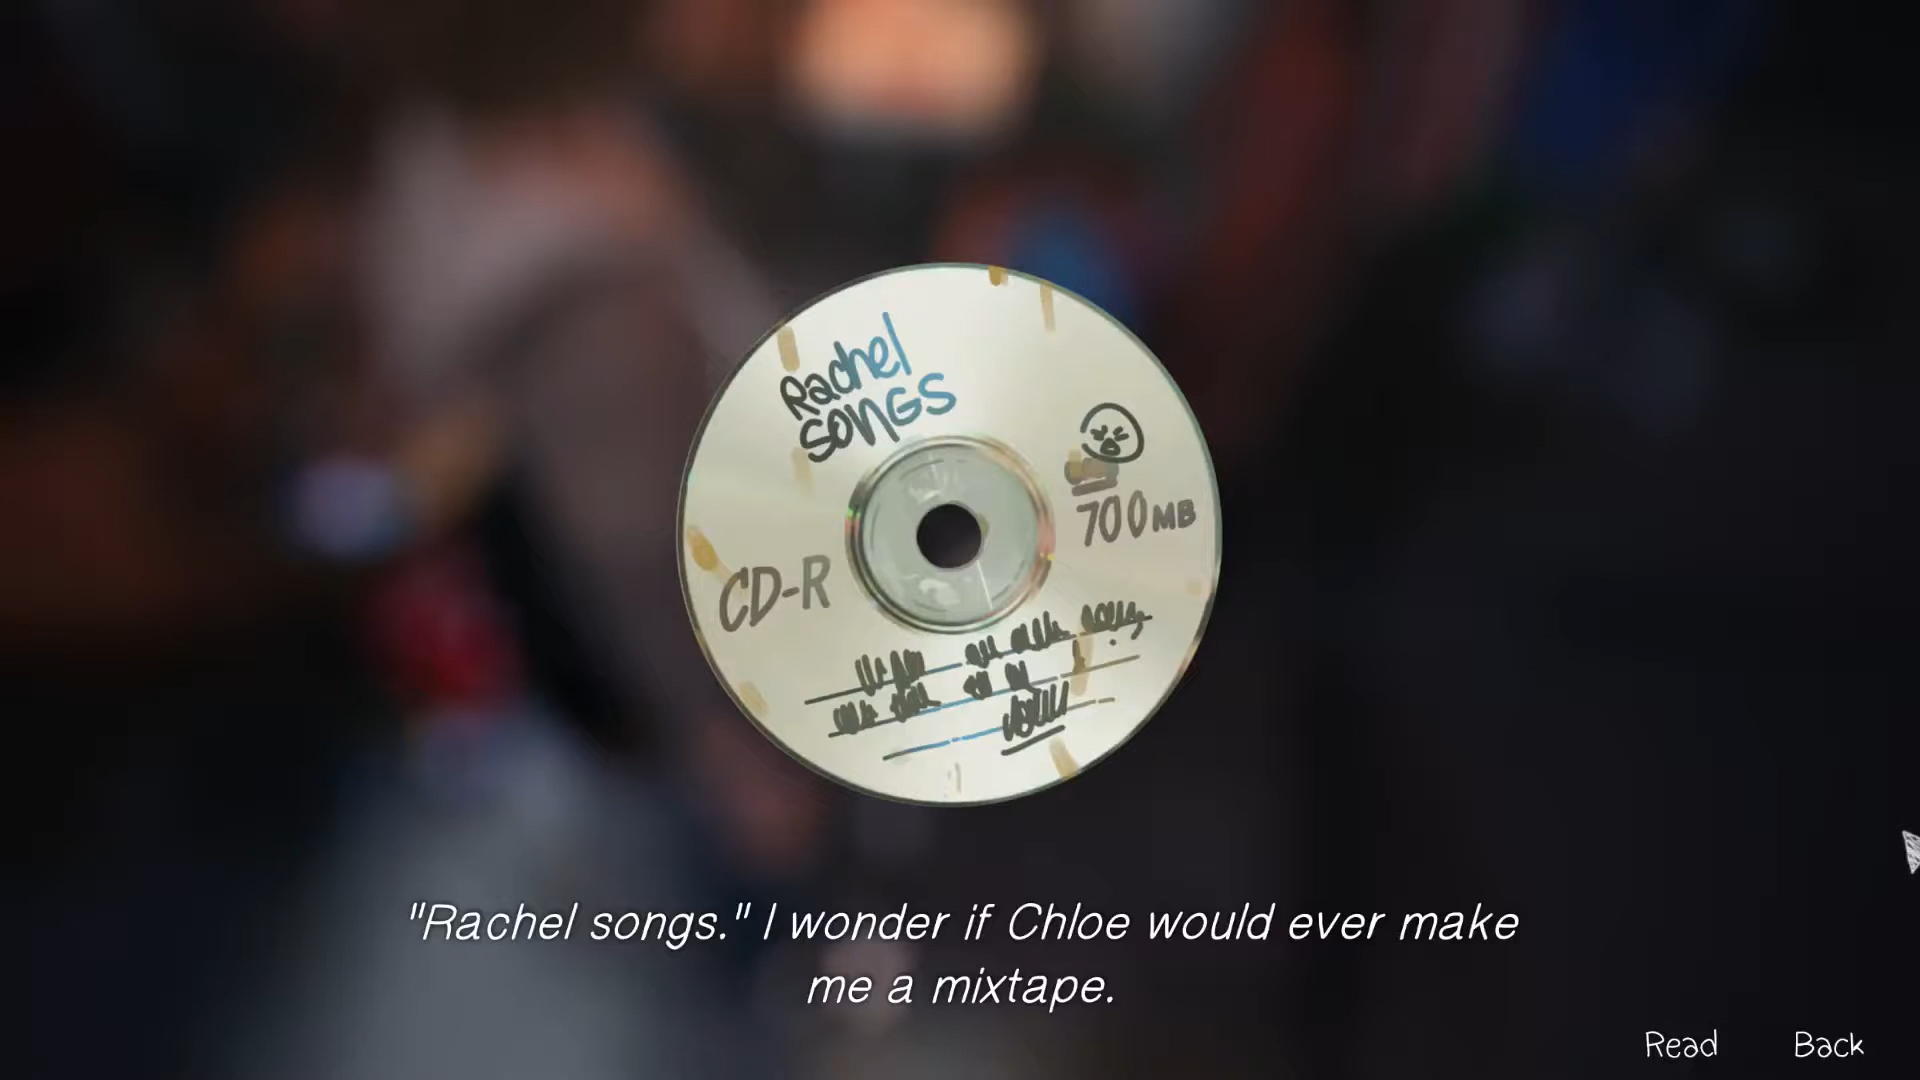 Rachel
SONGS
700MB
CD-R
"Rachel songs." I wonder if Chloe would ever make
me a mixtape.
Read
Back